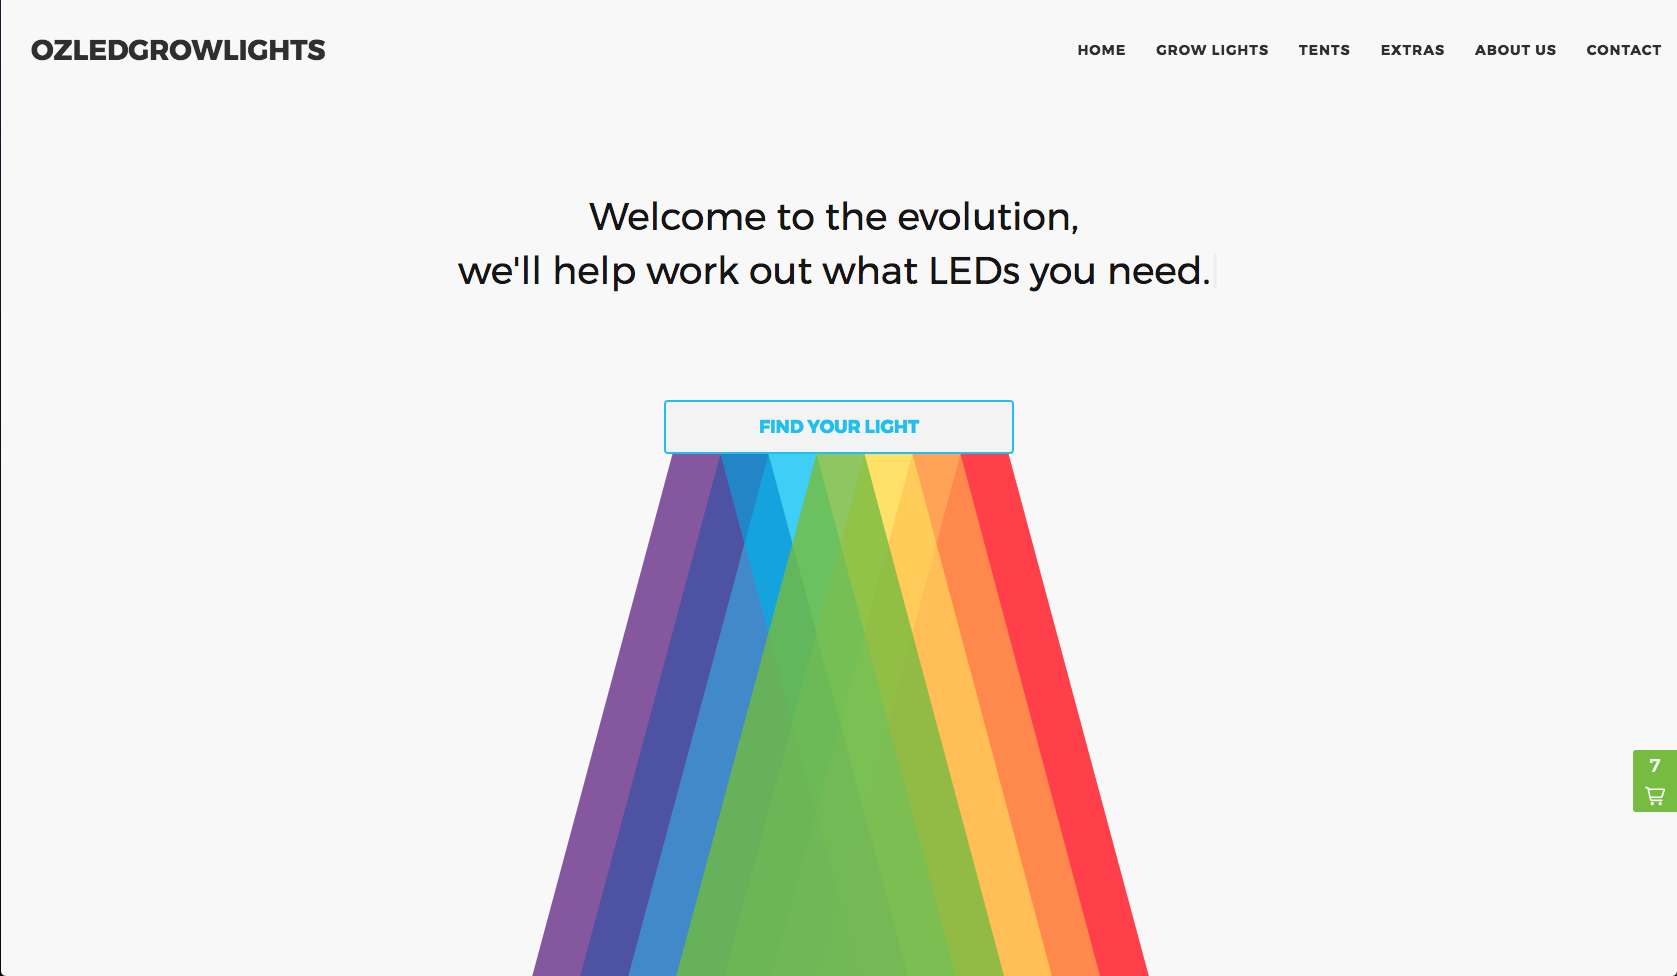 OZLEDGROWLIGHTS
HOME GROW LIGHTS TENTS EXTRAS ABOUT US CONTACT
Welcome to the evolution,
we'll help work out what LEDs you need.
FIND YOUR LIGHT
7